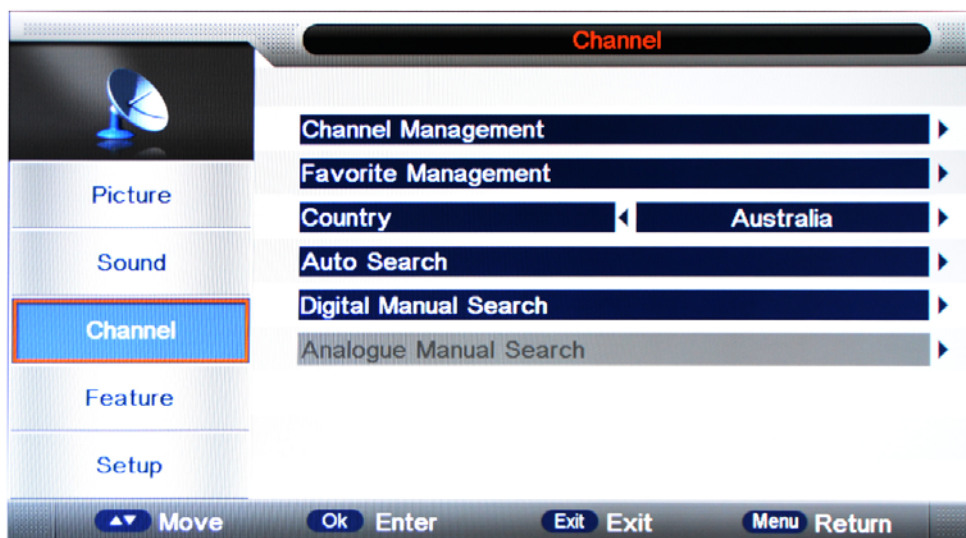 Channel
Channel Management
Favorite Management
Country Australia
Auto Search
Digital Manual Search
Analogue Manual Search
Picture
Sound
Channel
Feature
Setup
Move Ok Enter Exit Exit Menu Return